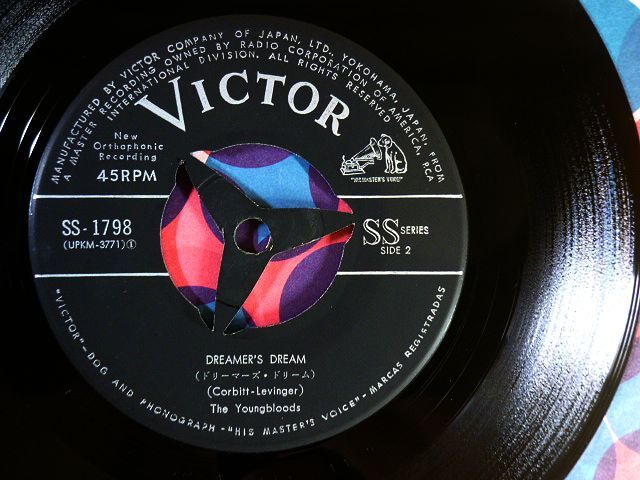 MANUFACTURED BY VICTOR COMPANY OF JAPAN, LTD., YOKOHAMA, JAPAN, FROM
A MASTER RECORDING OWNED BY RADIO CORPORATION OF AMERICA, RCA
INTERNATIONAL DIVISION. ALL RIGHTS RESERVED
VICTOR
New
Orthophonic
Recording
45RPM
"HIS MASTER'S VOICE"
SS-1798
(UPKM-3771)①
SS SERIES
SIDE 2
DREAMER'S DREAM
(ドリーマーズ・ドリーム)
(Corbitt-Levinger)
The Youngbloods
"VICTOR"-DOG AND PHONOGRAPH-"HIS MASTER'S VOICE"-MARCAS REGISTRADAS